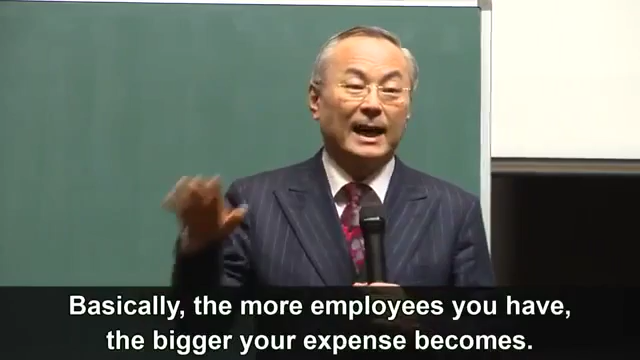 Basically, the more employees you have,
the bigger your expense becomes.